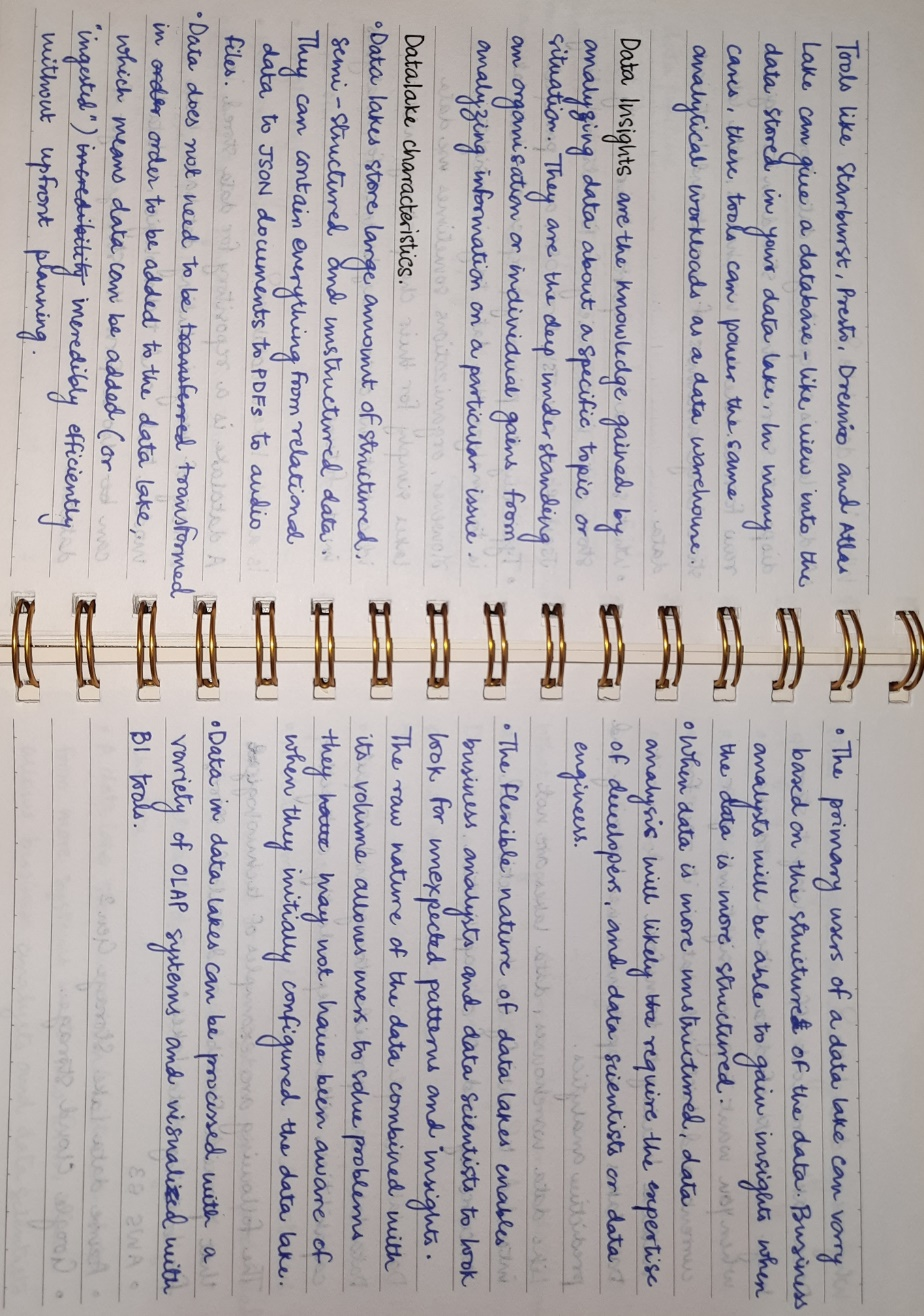 Tools like Starburst, Presto, Dremio and Atlas
Lake can give a database-like view into the
data stored in your data lake. In many
cases, these tools can power the same
analytical workloads as a data warehouse.
Data Insights are the knowledge gained by
analyzing data about a specific topic or
situation. They are the deep understanding
an organisation or individual gains from
analyzing information on a particular issue.
Datalake characteristics.
• Data lakes store large amount of structured,
semi-structured and unstructured data.
They can contain everything from relational
data to JSON documents to PDFs to audio
files.
• Data does not need to be transferred transformed
in order order to be added to the data lake,
which means data can be added (or
"ingested") incredibility incredibly efficiently
without upfront planning.
• The primary users of a data lake can vary
based on the structure of the data. Business
analysts will be able to gain insights when
the data is more structured.
• When data is more unstructured, data
analysis will likely the require the expertise
of developers, and data scientists or data
enginess.
• The flexible nature of data lakes enables
business analysts and data scientists to look
look for unexpected patterns and insights.
The raw nature of the data combined with
its volume allows users to solve problems
they may not have been aware of
when they initially configured the data lake.
• Data in data lakes can be processed with a
variety of OLAP systems and visualized with
BI tools.